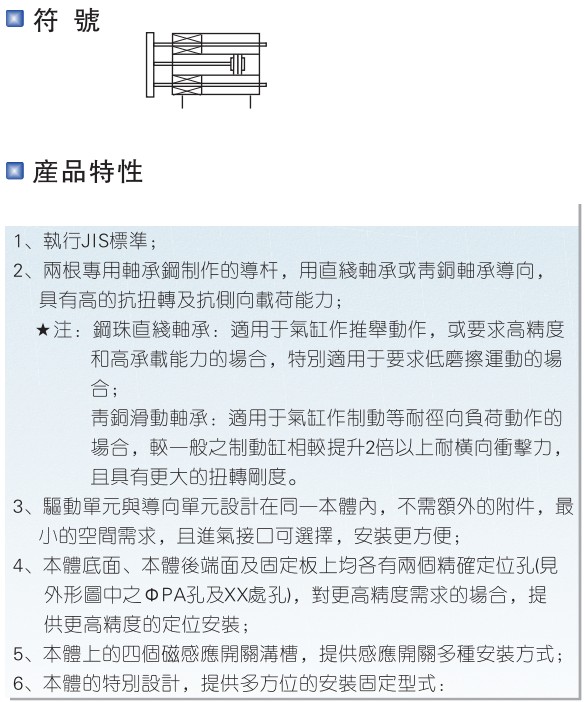 符 號
産品特性
1、執行JIS標準；
2、兩根專用軸承鋼制作的導杆，用直綫軸承或靑銅軸承導向，
具有高的抗扭轉及抗側向載荷能力；
★注：鋼珠直綫軸承：適用于氣缸作推舉動作，或要求高精度
和高承載能力的場合，特別適用于要求低磨擦運動的場
合；
靑銅滑動軸承：適用于氣缸作制動等耐徑向負荷動作的
場合，較一般之制動缸相較提升2倍以上耐橫向衝擊力，
且具有更大的扭轉剛度。
3、驅動單元與導向單元設計在同一本體內，不需額外的附件，最
小的空間需求，且進氣接口可選擇，安裝更方便；
4、本體底面、本體後端面及固定板上均各有兩個精確定位孔(見
外形圖中之ΦPA孔及XX處孔)，對更高精度需求的場合，提
供更高精度的定位安裝；
5、本體上的四個磁感應開關溝槽，提供感應開關多種安裝方式；
6、本體的特別設計，提供多方位的安裝固定型式：